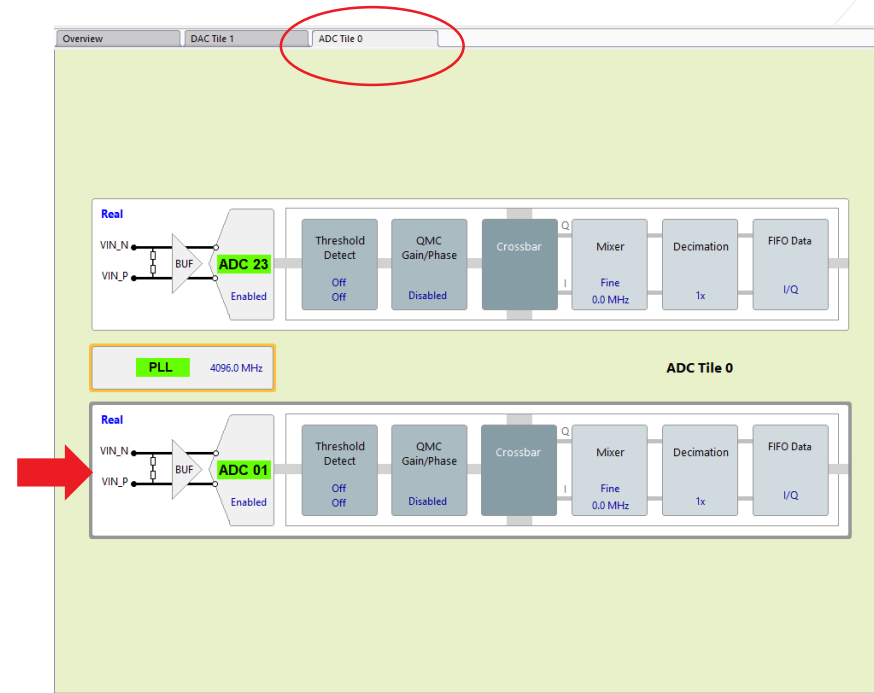 Overview
DAC Tile 1
ADC Tile 0
Real
VIN_N
VIN_P
BUF
ADC 23
Enabled
Threshold
Detect
Off
Off
QMC
Gain/Phase
Disabled
Crossbar
Q
I
Mixer
Fine
0.0 MHz
Decimation
1x
FIFO Data
I/Q
PLL
4096.0 MHz
ADC Tile 0
Real
VIN_N
VIN_P
BUF
ADC 01
Enabled
Threshold
Detect
Off
Off
QMC
Gain/Phase
Disabled
Crossbar
Q
I
Mixer
Fine
0.0 MHz
Decimation
1x
FIFO Data
I/Q